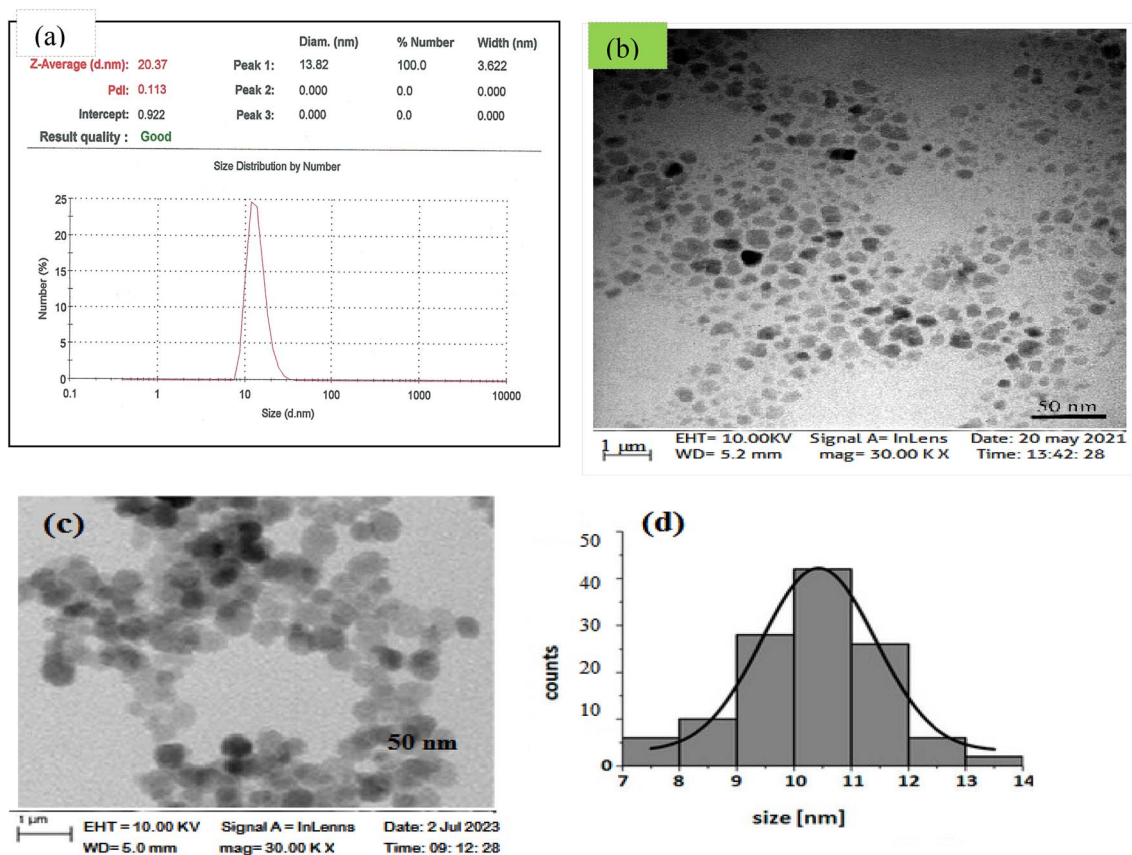 (a)
Diam. (nm) % Number Width (nm)
Z-Average (d.nm): 20.37 Peak 1: 13.82 100.0 3.622
PdI: 0.113 Peak 2: 0.000 0.0 0.000
Intercept: 0.922 Peak 3: 0.000 0.0 0.000
Result quality : Good
Size Distribution by Number
Number (%)
25
20
15
10
5
0
0.1 1 10 100 1000 10000
Size (d.nm)
(b)
50 nm
1 µm EHT= 10.00KV Signal A= InLens Date: 20 may 2021
WD= 5.2 mm mag= 30.00 K X Time: 13:42: 28
(c)
50 nm
1 µm EHT = 10.00 KV Signal A = InLenns Date: 2 Jul 2023
WD= 5.0 mm mag= 30.00 K X Time: 09: 12: 28
(d)
counts
50
40
30
20
10
0
7 8 9 10 11 12 13 14
size [nm]